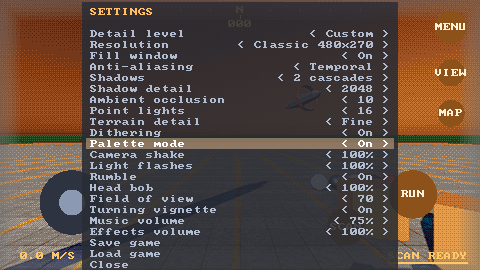 SETTINGS
N
000
MENU
Detail level < Custom >
Resolution < Classic 480x270 >
Fill window < On >
Anti-aliasing < Temporal >
Shadows < 2 cascades >
VIEW
Shadow detail < 2048 >
Ambient occlusion < 10 >
Point lights < 16 >
MAP
Terrain detail < Fine >
Dithering < On >
Palette mode < On >
Camera shake < 100% >
Light flashes < 100% >
Rumble < On >
Head bob < 100% >
RUN
Field of view < 70 >
Turning vignette < On >
Music volume < 75% >
Effects volume < 100% >
Save game
Load game
0.0 M/S
CAN READY
Close